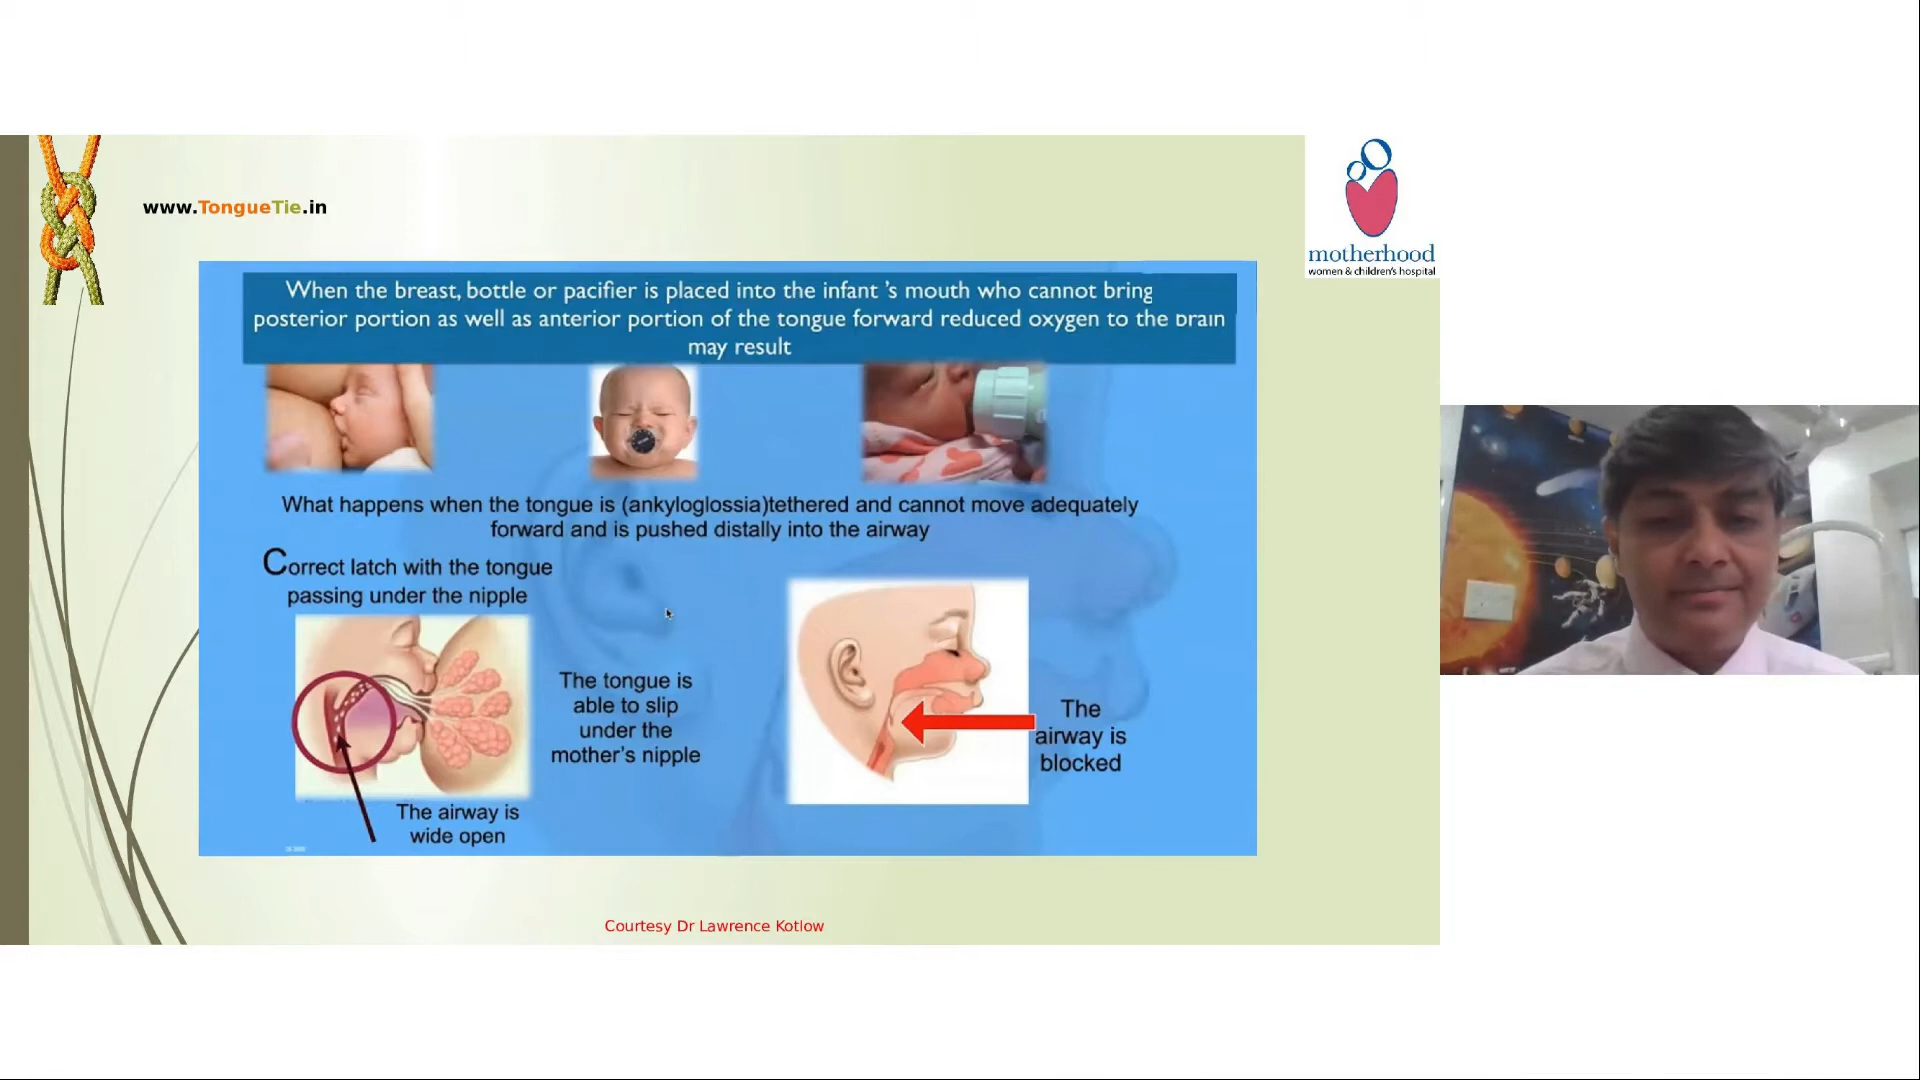 www.TongueTie.in
motherhood
women & children's hospital
When the breast, bottle or pacifier is placed into the infant 's mouth who cannot bring
posterior portion as well as anterior portion of the tongue forward reduced oxygen to the brain
may result
What happens when the tongue is (ankyloglossia)tethered and cannot move adequately
forward and is pushed distally into the airway
Correct latch with the tongue
passing under the nipple
The tongue is
able to slip
under the
mother's nipple
The airway is
wide open
The
airway is
blocked
Courtesy Dr Lawrence Kotlow